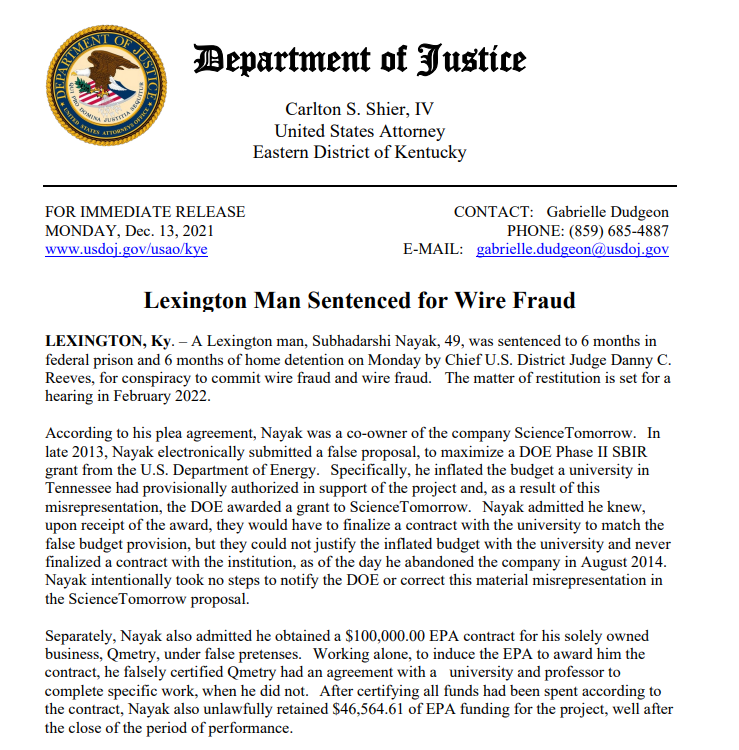 DEPARTMENT OF JUSTICE
QUI PRO DOMINA JUSTITIA SEQUITUR
UNITED STATES ATTORNEYS OFFICE
Department of Justice
Carlton S. Shier, IV
United States Attorney
Eastern District of Kentucky
FOR IMMEDIATE RELEASE CONTACT: Gabrielle Dudgeon
MONDAY, Dec. 13, 2021 PHONE: (859) 685-4887
www.usdoj.gov/usao/kye E-MAIL: gabrielle.dudgeon@usdoj.gov
Lexington Man Sentenced for Wire Fraud
LEXINGTON, Ky. – A Lexington man, Subhadarshi Nayak, 49, was sentenced to 6 months in
federal prison and 6 months of home detention on Monday by Chief U.S. District Judge Danny C.
Reeves, for conspiracy to commit wire fraud and wire fraud. The matter of restitution is set for a
hearing in February 2022.
According to his plea agreement, Nayak was a co-owner of the company ScienceTomorrow. In
late 2013, Nayak electronically submitted a false proposal, to maximize a DOE Phase II SBIR
grant from the U.S. Department of Energy. Specifically, he inflated the budget a university in
Tennessee had provisionally authorized in support of the project and, as a result of this
misrepresentation, the DOE awarded a grant to ScienceTomorrow. Nayak admitted he knew,
upon receipt of the award, they would have to finalize a contract with the university to match the
false budget provision, but they could not justify the inflated budget with the university and never
finalized a contract with the institution, as of the day he abandoned the company in August 2014.
Nayak intentionally took no steps to notify the DOE or correct this material misrepresentation in
the ScienceTomorrow proposal.
Separately, Nayak also admitted he obtained a $100,000.00 EPA contract for his solely owned
business, Qmetry, under false pretenses. Working alone, to induce the EPA to award him the
contract, he falsely certified Qmetry had an agreement with a university and professor to
complete specific work, when he did not. After certifying all funds had been spent according to
the contract, Nayak also unlawfully retained $46,564.61 of EPA funding for the project, well after
the close of the period of performance.